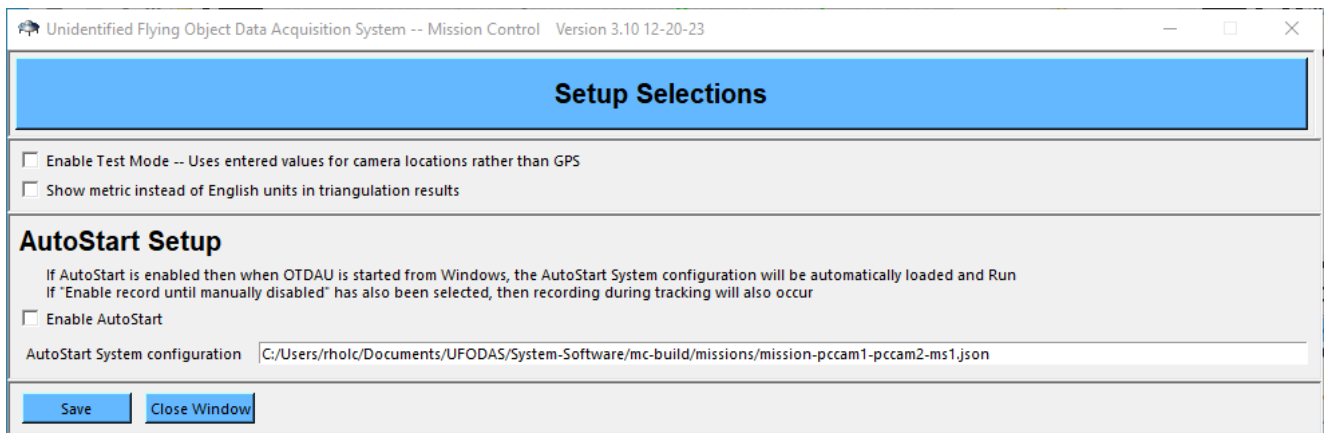 Unidentified Flying Object Data Acquisition System -- Mission Control Version 3.10 12-20-23
Setup Selections
Enable Test Mode -- Uses entered values for camera locations rather than GPS
Show metric instead of English units in triangulation results
AutoStart Setup
If AutoStart is enabled then when OTDAU is started from Windows, the AutoStart System configuration will be automatically loaded and Run
If "Enable record until manually disabled" has also been selected, then recording during tracking will also occur
Enable AutoStart
AutoStart System configuration C:/Users/rholc/Documents/UFODAS/System-Software/mc-build/missions/mission-pccam1-pccam2-ms1.json
Save Close Window